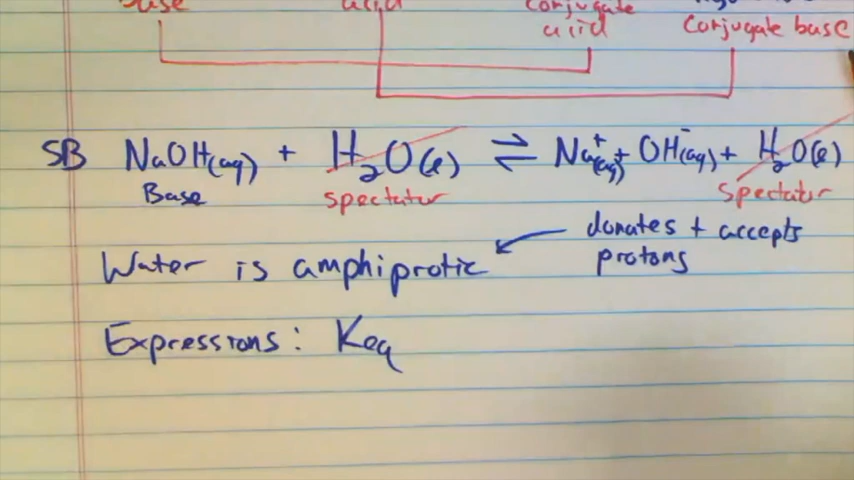 base acid conjugate acid conjugate base
SB NaOH(aq) + H₂O(l) ⇌ Na⁺(aq) + OH⁻(aq) + H₂O(l)
Base spectator Spectator
Water is amphiprotic
donates + accepts
protons
Expressions: Keq